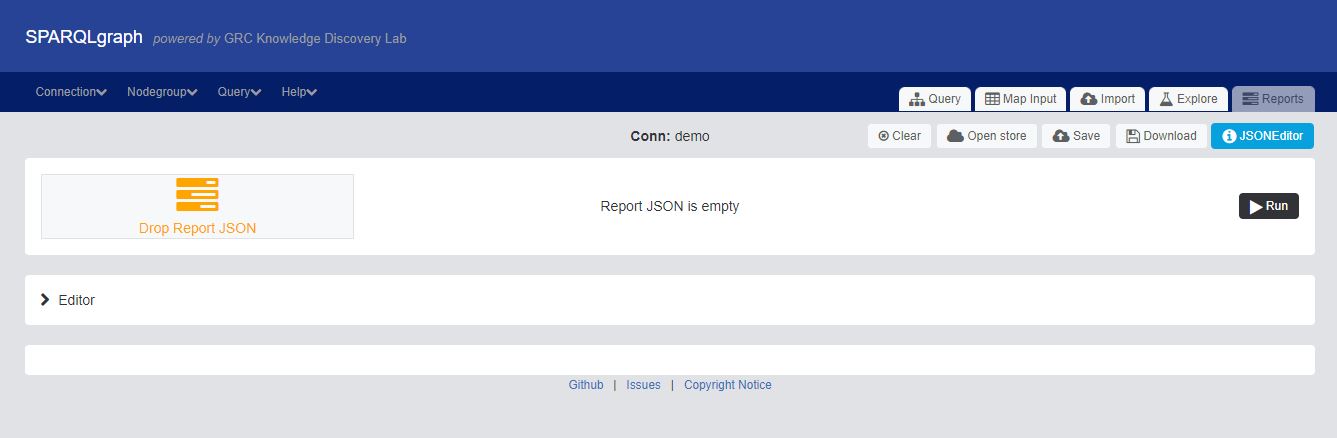 SPARQLgraph powered by GRC Knowledge Discovery Lab
Connection Nodegroup Query Help Query Map Input Import Explore Reports
Conn: demo Clear Open store Save Download JSONEditor
Drop Report JSON Report JSON is empty Run
Editor
Github | Issues | Copyright Notice